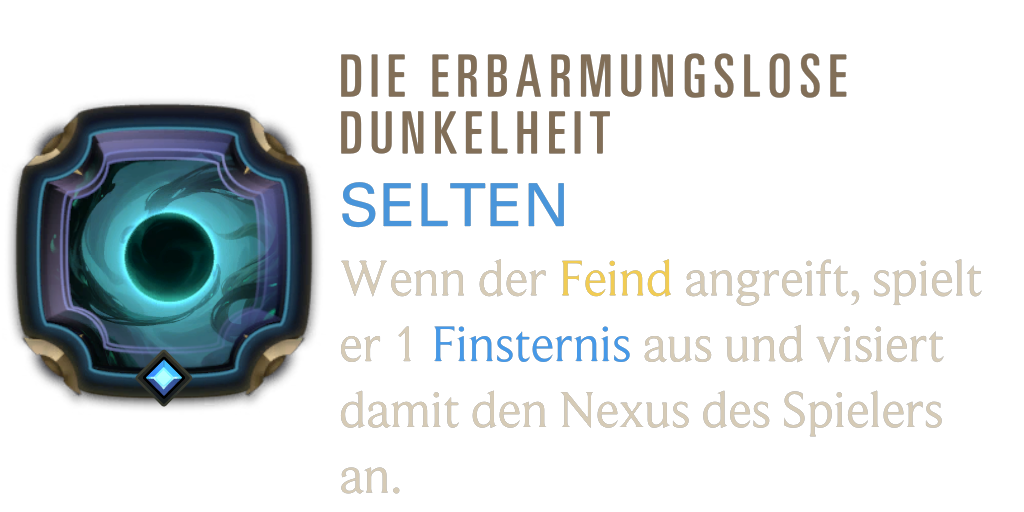 DIE ERBARMUNGSLOSE
DUNKELHEIT
SELTEN
Wenn der Feind angreift, spielt
er 1 Finsternis aus und visiert
damit den Nexus des Spielers
an.